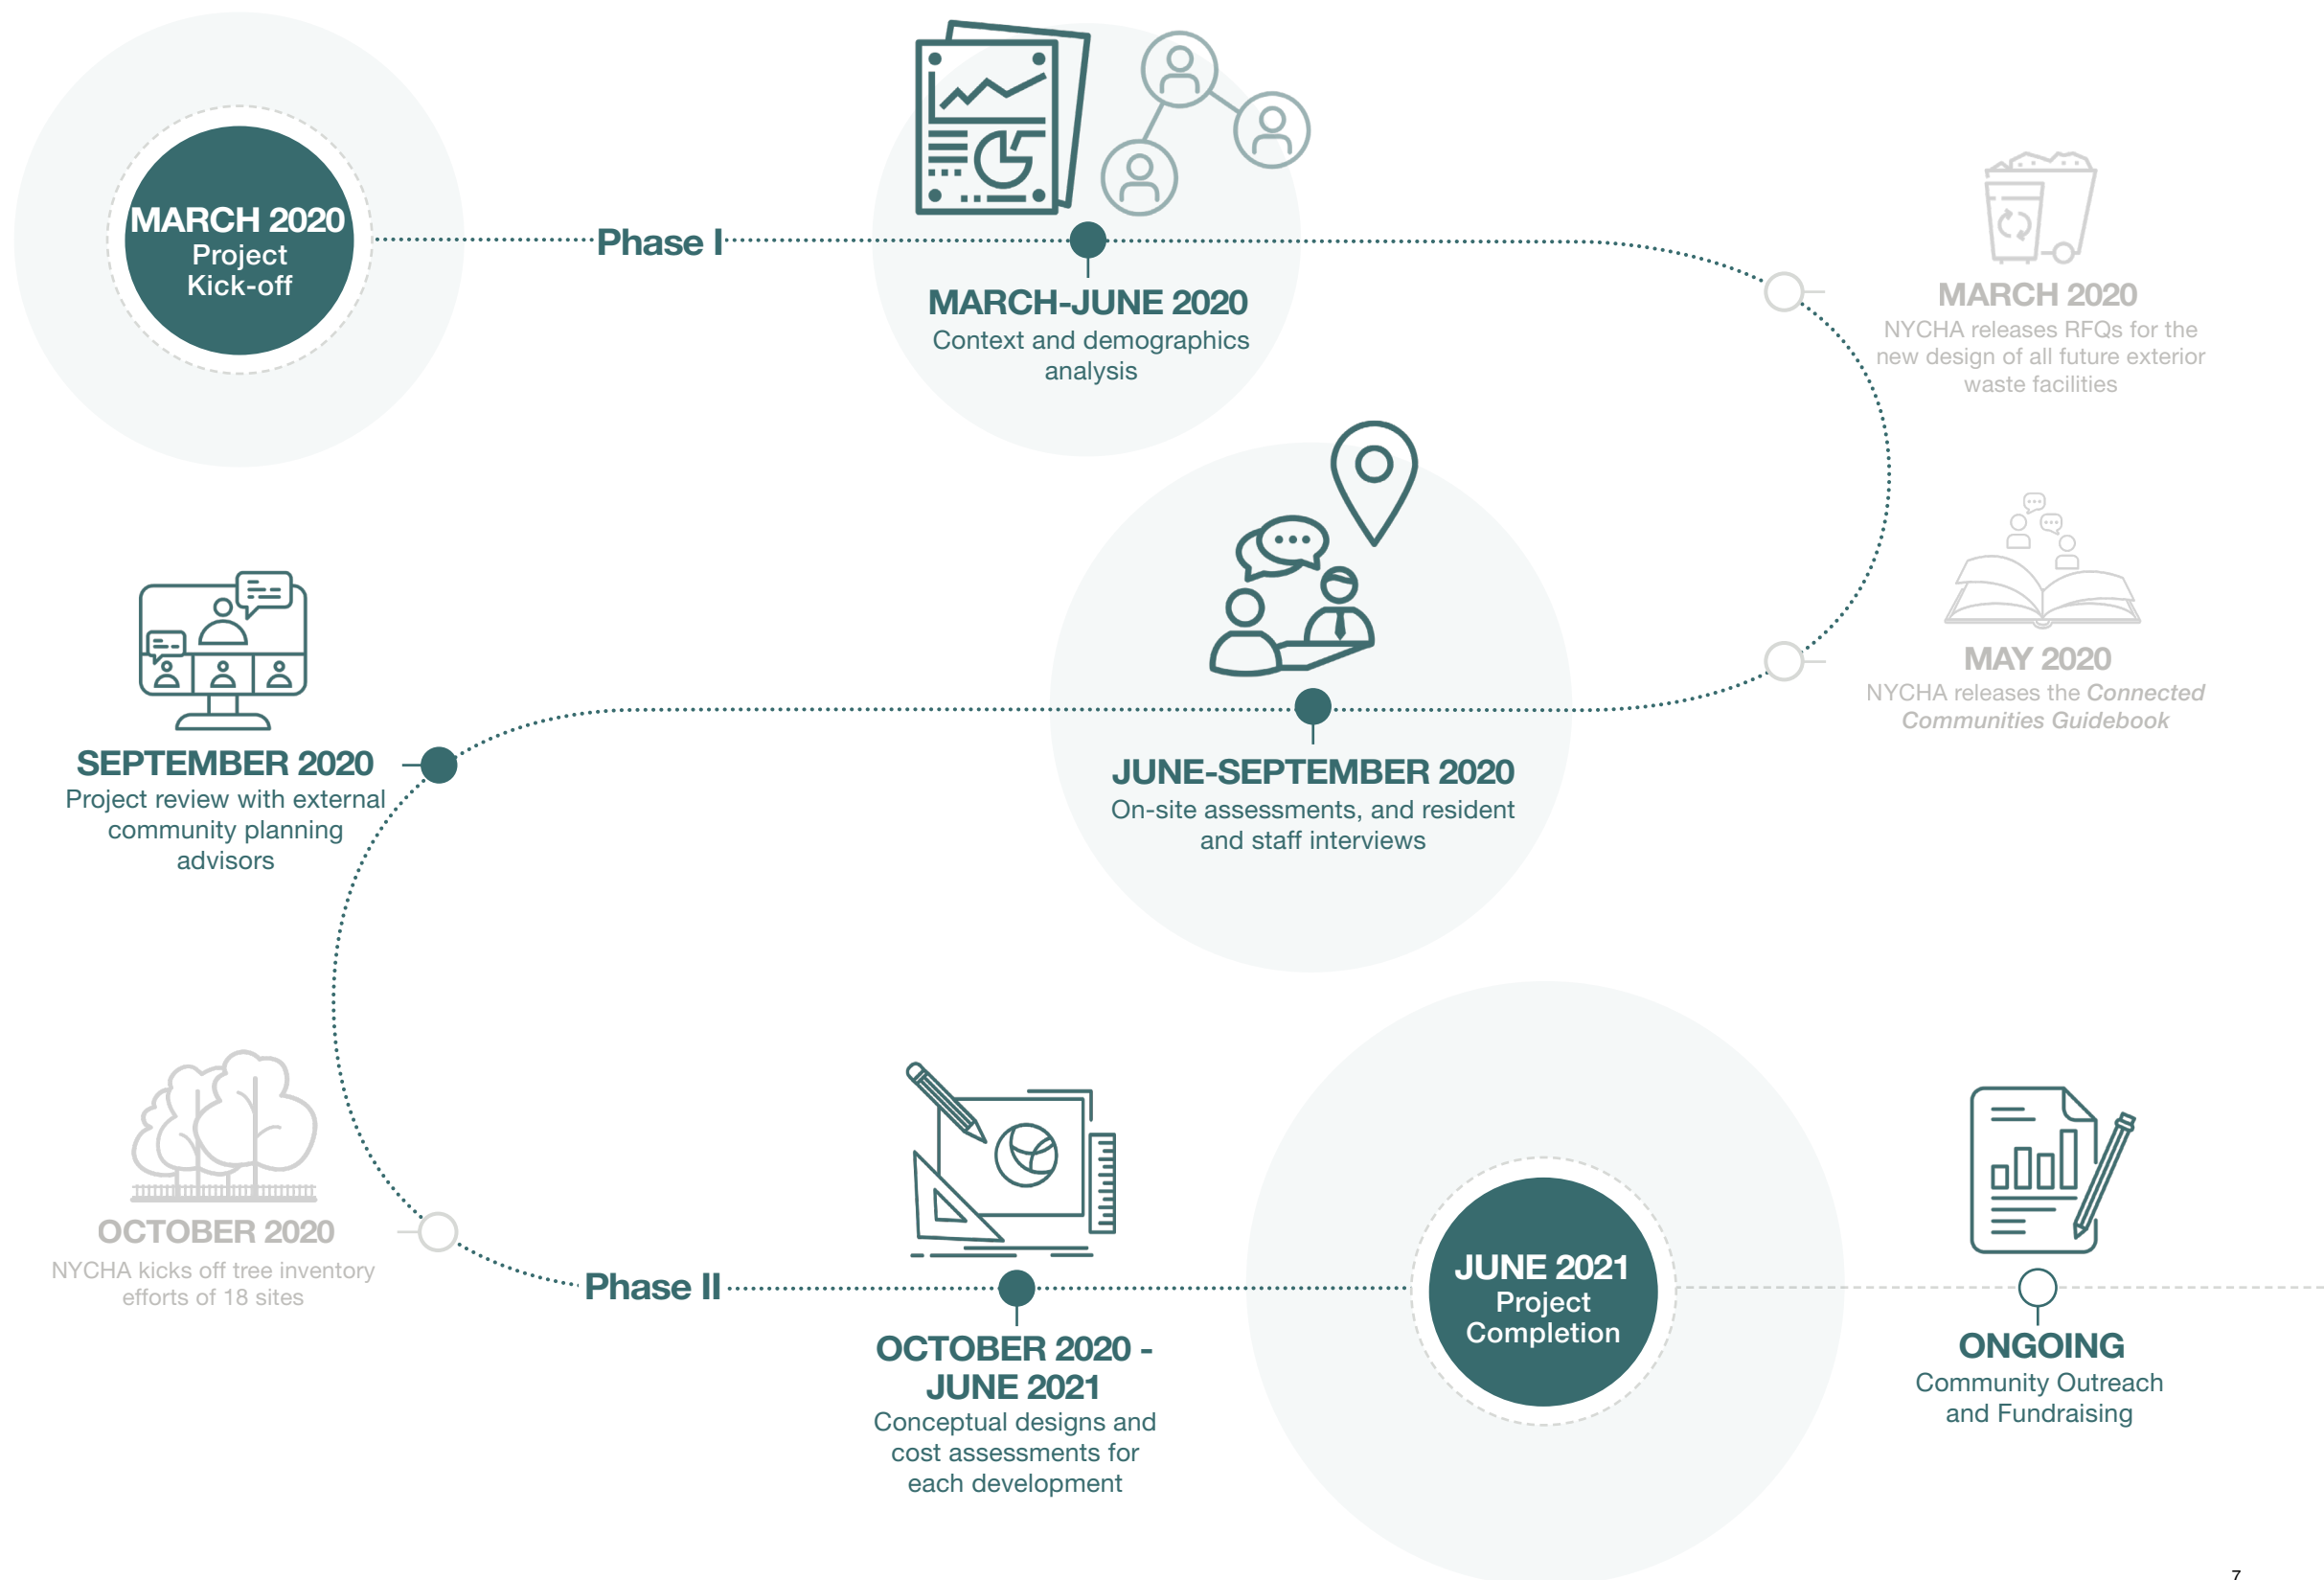 MARCH 2020
Project
Kick-off
Phase I
MARCH-JUNE 2020
Context and demographics
analysis
MARCH 2020
NYCHA releases RFQs for the
new design of all future exterior
waste facilities
MAY 2020
NYCHA releases the Connected
Communities Guidebook
JUNE-SEPTEMBER 2020
On-site assessments, and resident
and staff interviews
SEPTEMBER 2020
Project review with external
community planning
advisors
OCTOBER 2020
NYCHA kicks off tree inventory
efforts of 18 sites
Phase II
OCTOBER 2020 -
JUNE 2021
Conceptual designs and
cost assessments for
each development
JUNE 2021
Project
Completion
ONGOING
Community Outreach
and Fundraising
7